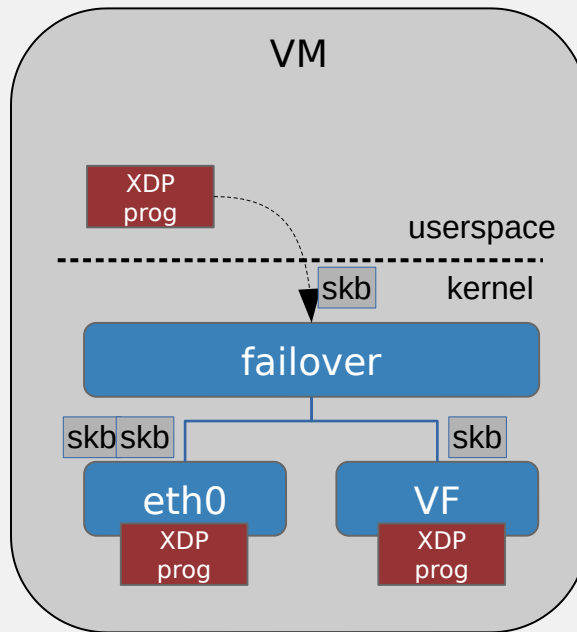 VM
XDP
prog
userspace
skb
kernel
failover
skb skb
skb
eth0
VF
XDP
prog
XDP
prog